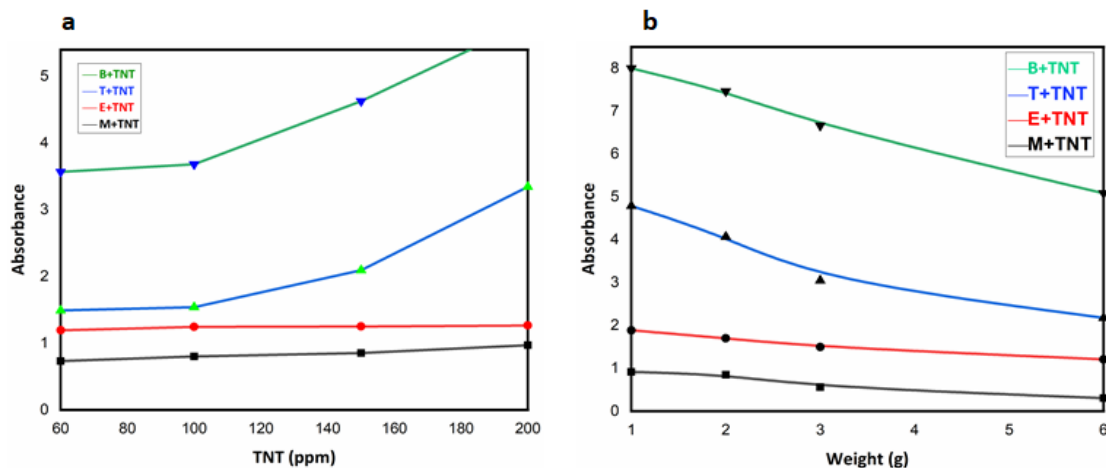 a
Absorbance
5
4
3
2
1
0
B+TNT
T+TNT
E+TNT
M+TNT
60 80 100 120 140 160 180 200
TNT (ppm)
b
Absorbance
8
7
6
5
4
3
2
1
0
B+TNT
T+TNT
E+TNT
M+TNT
1 2 3 4 5 6
Weight (g)